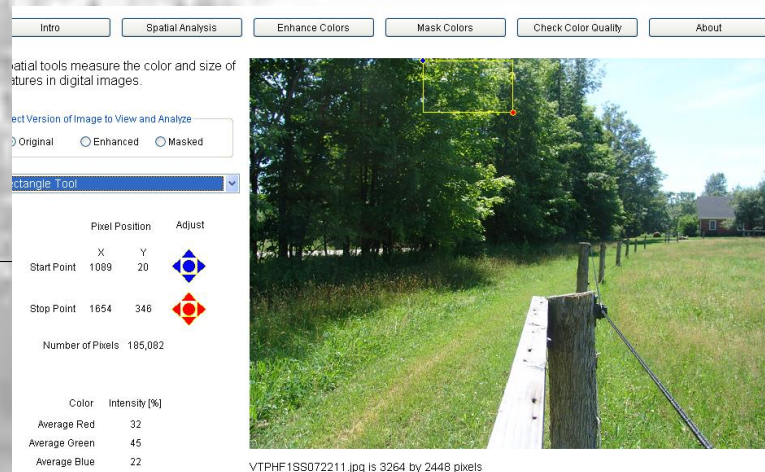 Intro Spatial Analysis Enhance Colors Mask Colors Check Color Quality About
atial tools measure the color and size of
atures in digital images.
ect Version of Image to View and Analyze
Original Enhanced Masked
ectangle Tool
Pixel Position Adjust
X Y
Start Point 1089 20
Stop Point 1654 346
Number of Pixels 185,082
Color Intensity [%]
Average Red 32
Average Green 45
Average Blue 22
VTPHF1SS072211.jpg is 3264 by 2448 pixels